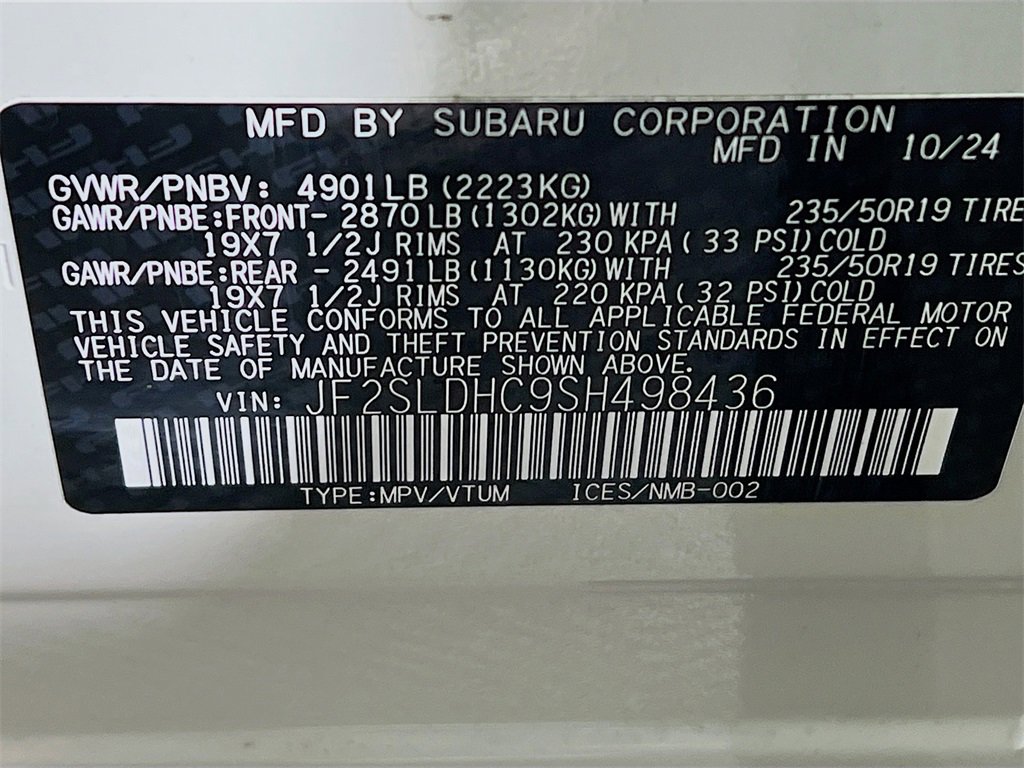 MFD BY SUBARU CORPORATION
MFD IN 10/24
GVWR/PNBV: 4901LB (2223KG)
GAWR/PNBE:FRONT- 2870LB(1302KG)WITH 235/50R19 TIRE
19X7 1/2J RIMS AT 230 KPA( 33 PSI)COLD
GAWR/PNBE:REAR - 2491LB(1130KG)WITH 235/50R19 TIRES
19X7 1/2J RIMS AT 220 KPA( 32 PSI)COLD
THIS VEHICLE CONFORMS TO ALL APPLICABLE FEDERAL MOTOR
VEHICLE SAFETY AND THEFT PREVENTION STANDARDS IN EFFECT ON
THE DATE OF MANUFACTURE SHOWN ABOVE.
VIN: JF2SLDHC9SH498436
TYPE:MPV/VTUM ICES/NMB-002